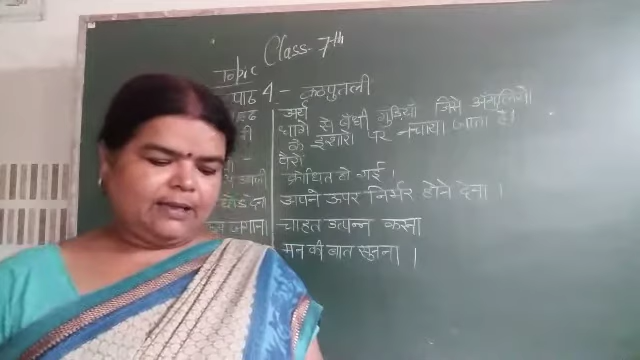 Class - 7th
Topic
पाठ 4 - कठपुतली
अर्थ
धागे से बँधी गुड़ियाँ जिसे अँगुलियों
के इशारों पर नचाया जाता है।
क्रोधित हो गई।
छोड़ देना अपने ऊपर निर्भर होने देना।
चाहत उत्पन्न करना
मन की बात सुनना।